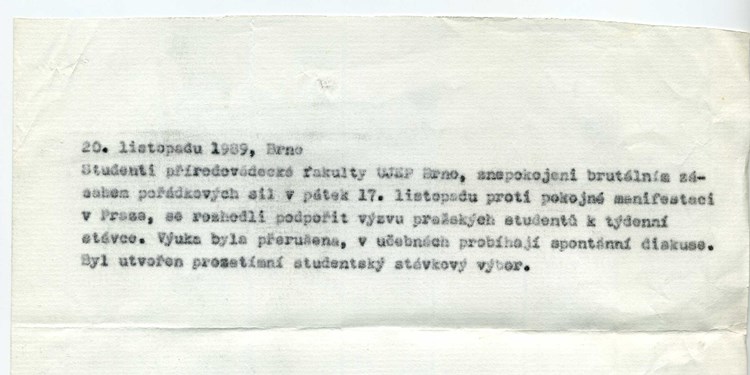 20. listopadu 1989, Brno
Studenti přírodovědecké fakulty UJEP Brno, znepokojeni brutálním zá-
sahem pořádkových sil v pátek 17. listopadu proti pokojné manifestaci
v Praze, se rozhodli podpořit výzvu pražských studentů k týdenní
stávce. Výuka byla přerušena, v učebnách probíhají spontánní diskuse.
Byl utvořen prozatímní studentský stávkový výbor.